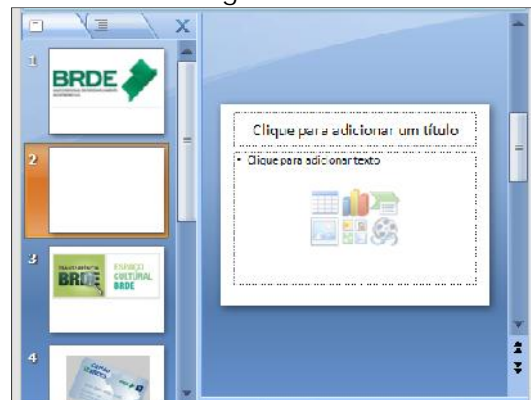 1
BRDE
2
Clique para adicionar um título
• Clique para adicionar texto
3
BRDE
ESPAÇO
CULTURAL
BRDE
4